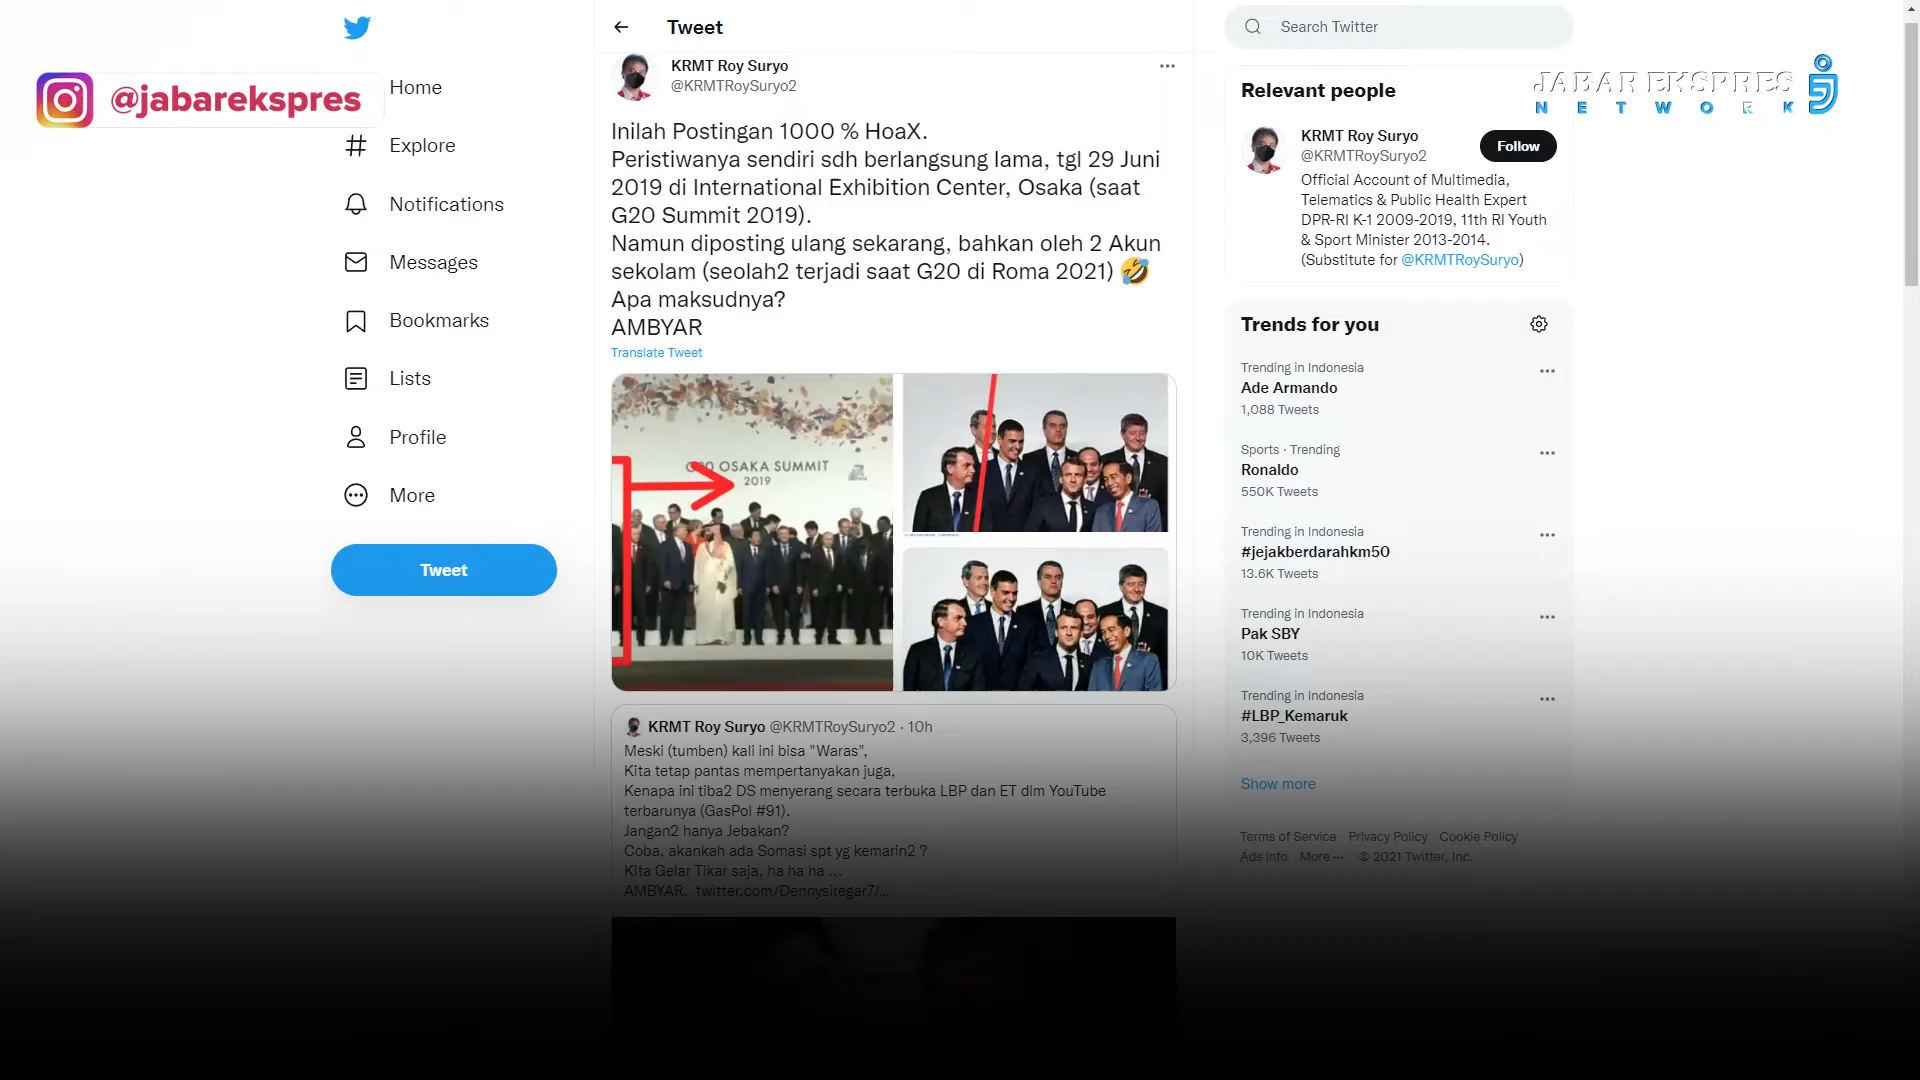 @jabarekspres
Home
Explore
Notifications
Messages
Bookmarks
Lists
Profile
More
Tweet
Tweet
KRMT Roy Suryo
@KRMTRoySuryo2
Inilah Postingan 1000 % HoaX.
Peristiwanya sendiri sdh berlangsung lama, tgl 29 Juni
2019 di International Exhibition Center, Osaka (saat
G20 Summit 2019).
Namun diposting ulang sekarang, bahkan oleh 2 Akun
sekolam (seolah2 terjadi saat G20 di Roma 2021) 🤣
Apa maksudnya?
AMBYAR
Translate Tweet
G20 OSAKA SUMMIT
2019
KRMT Roy Suryo @KRMTRoySuryo2 · 10h
Meski (tumben) kali ini bisa "Waras",
Kita tetap pantas mempertanyakan juga,
Kenapa ini tiba2 DS menyerang secara terbuka LBP dan ET dlm YouTube
terbarunya (GasPol #91).
Jangan2 hanya Jebakan?
Coba, akankah ada Somasi spt yg kemarin2 ?
Kita Gelar Tikar saja, ha ha ha ...
AMBYAR. twitter.com/Dennysiregar7/...
Search Twitter
JABAR EKSPRES
NETWORK
Relevant people
KRMT Roy Suryo
@KRMTRoySuryo2
Follow
Official Account of Multimedia,
Telematics & Public Health Expert
DPR-RI K-1 2009-2019, 11th RI Youth
& Sport Minister 2013-2014.
(Substitute for @KRMTRoySuryo)
Trends for you
Trending in Indonesia
Ade Armando
1,088 Tweets
Sports · Trending
Ronaldo
550K Tweets
Trending in Indonesia
#jejakberdarahkm50
13.6K Tweets
Trending in Indonesia
Pak SBY
10K Tweets
Trending in Indonesia
#LBP_Kemaruk
3,396 Tweets
Show more
Terms of Service Privacy Policy Cookie Policy
Ads info More ··· © 2021 Twitter, Inc.